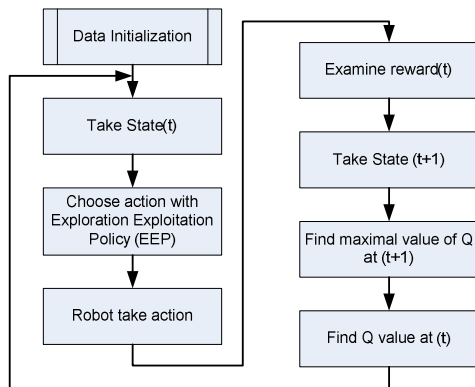 Data Initialization
Take State(t)
Choose action with
Exploration Exploitation
Policy (EEP)
Robot take action
Examine reward(t)
Take State (t+1)
Find maximal value of Q
at (t+1)
Find Q value at (t)